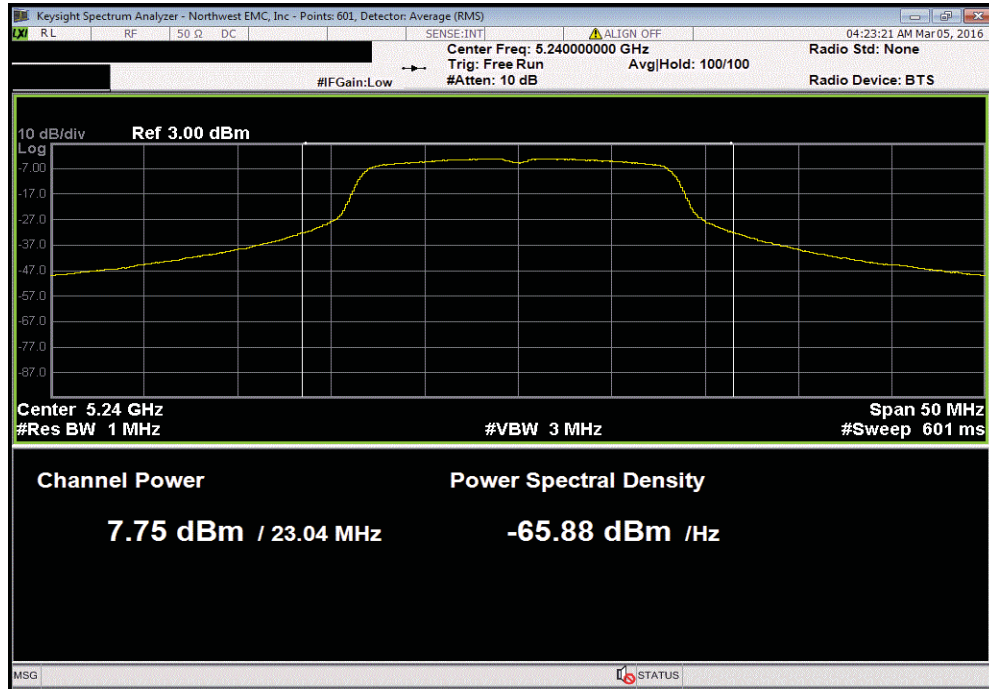 Keysight Spectrum Analyzer - Northwest EMC, Inc - Points: 601, Detector: Average (RMS)
LXI RL RF 50 Ω DC SENSE:INT ALIGN OFF 04:23:21 AM Mar 05, 2016
Center Freq: 5.240000000 GHz Radio Std: None
Trig: Free Run Avg|Hold: 100/100
#IFGain:Low #Atten: 10 dB Radio Device: BTS
10 dB/div Ref 3.00 dBm
Log
-7.00
-17.0
-27.0
-37.0
-47.0
-57.0
-67.0
-77.0
-87.0
Center 5.24 GHz Span 50 MHz
#Res BW 1 MHz #VBW 3 MHz #Sweep 601 ms
Channel Power Power Spectral Density
7.75 dBm / 23.04 MHz -65.88 dBm /Hz
MSG STATUS